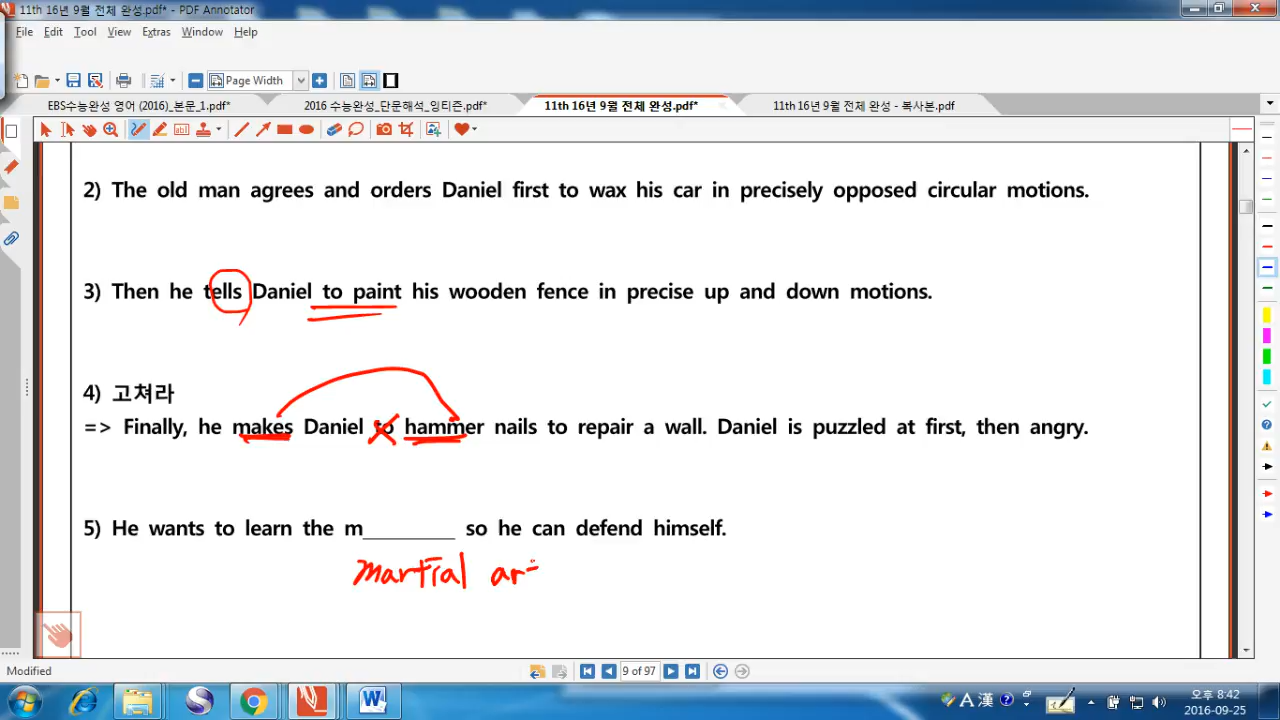 11th 16년 9월 전체 완성.pdf* - PDF Annotator
File Edit Tool View Extras Window Help
Page Width
EBS수능완성 영어 (2016)_본문_1.pdf*
2016 수능완성_단문해석_잉티즌.pdf*
11th 16년 9월 전체 완성.pdf*
11th 16년 9월 전체 완성 - 복사본.pdf
2) The old man agrees and orders Daniel first to wax his car in precisely opposed circular motions.
3) Then he tells Daniel to paint his wooden fence in precise up and down motions.
4) 고쳐라
=> Finally, he makes Daniel to hammer nails to repair a wall. Daniel is puzzled at first, then angry.
5) He wants to learn the m________ so he can defend himself.
martial ar
Modified
9 of 97
A 漢
오후 8:42
2016-09-25